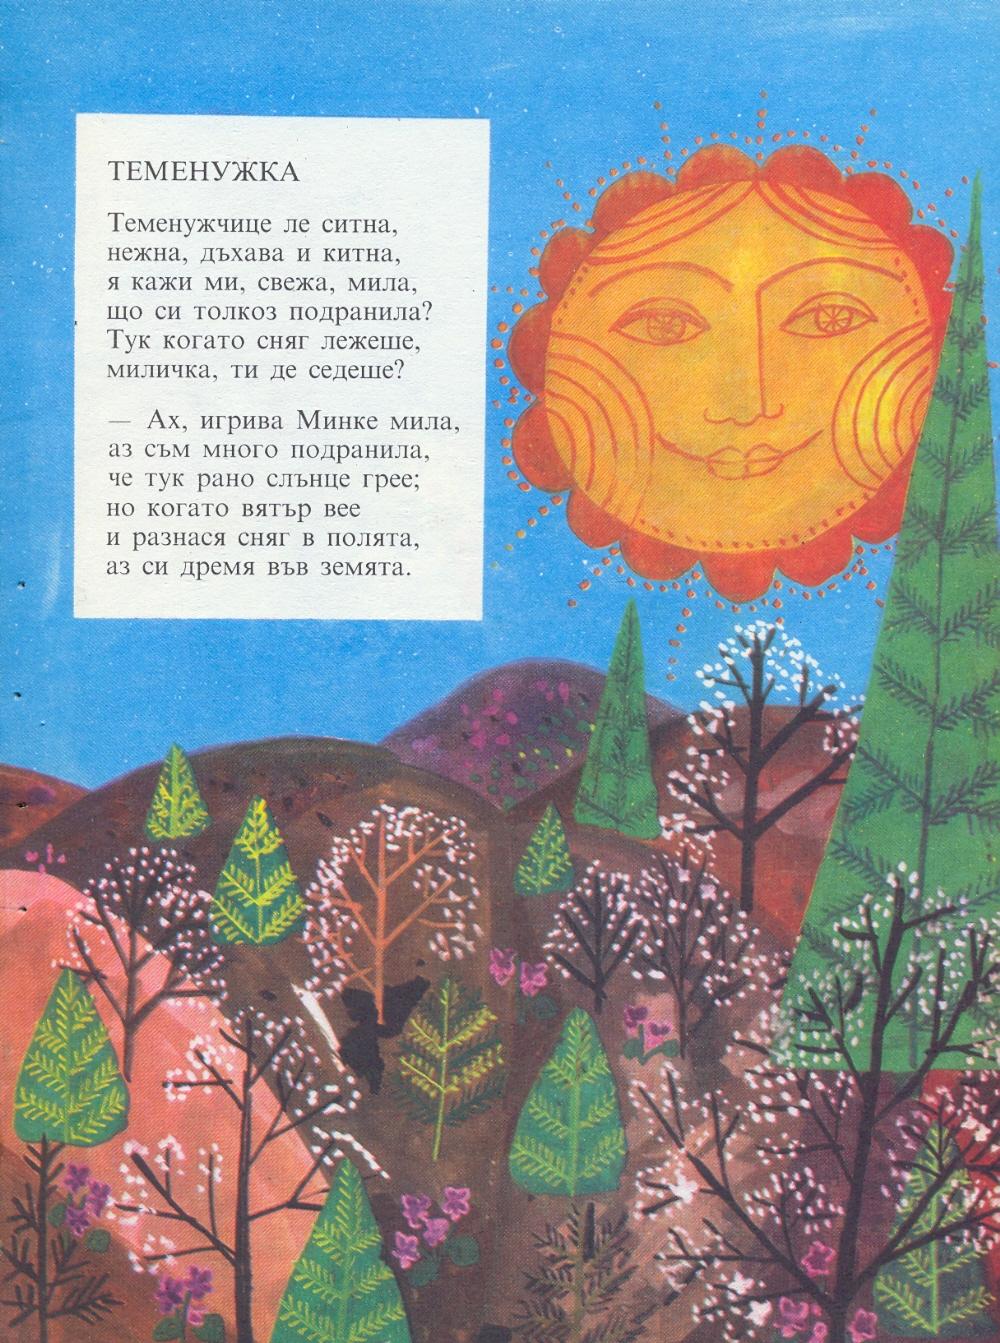 ТЕМЕНУЖКА
Теменужчице ле ситна,
нежна, дъхава и китна,
я кажи ми, свежа, мила,
що си толкоз подранила?
Тук когато сняг лежеше,
миличка, ти де седеше?
— Ах, игрива Минке мила,
аз съм много подранила,
че тук рано слънце грее;
но когато вятър вее
и разнася сняг в полята,
аз си дремя във земята.